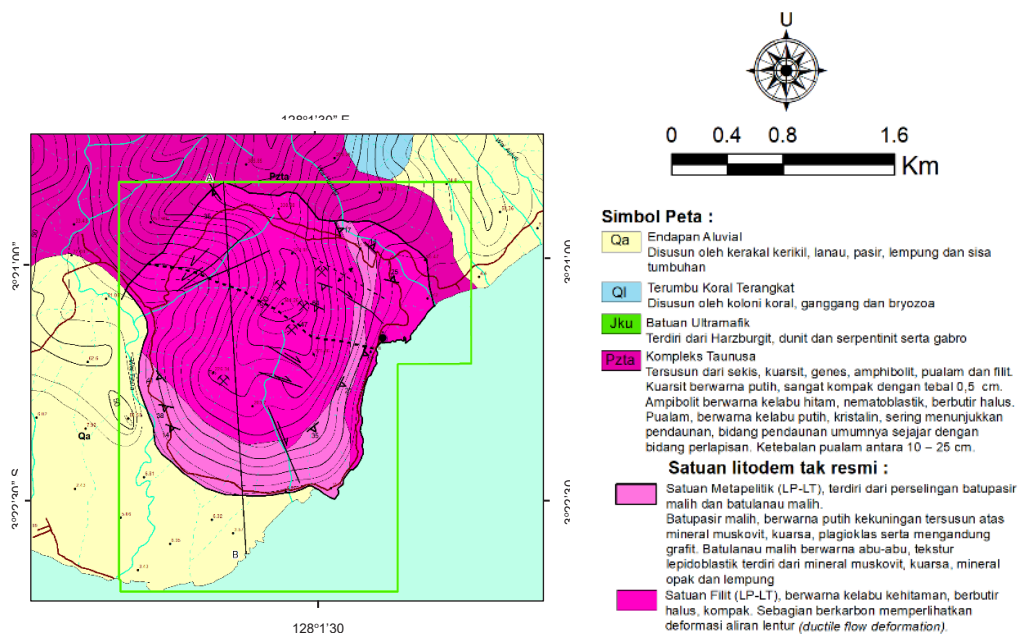 U
0 0.4 0.8 1.6
Km
Simbol Peta :
Qa
Endapan Aluvial
Disusun oleh kerakal kerikil, lanau, pasir, lempung dan sisa
tumbuhan
Ql
Terumbu Koral Terangkat
Disusun oleh koloni koral, ganggang dan bryozoa
Jku
Batuan Ultramafik
Terdiri dari Harzburgit, dunit dan serpentinit serta gabro
Pzta
Kompleks Taunusa
Tersusun dari sekis, kuarsit, genes, amphibolit, pualam dan filit.
Kuarsit berwarna putih, sangat kompak dengan tebal 0,5 cm.
Ampibolit berwarna kelabu hitam, nematoblastik, berbutir halus.
Pualam, berwarna kelabu putih, kristalin, sering menunjukkan
pendaunan, bidang pendaunan umumnya sejajar dengan
bidang perlapisan. Ketebalan pualam antara 10 – 25 cm.
Satuan litodem tak resmi :
Satuan Metapelitik (LP-LT), terdiri dari perselingan batupasir
malih dan batulanau malih.
Batupasir malih, berwarna putih kekuningan tersusun atas
mineral muskovit, kuarsa, plagioklas serta mengandung
grafit. Batulanau malih berwarna abu-abu, tekstur
lepidoblastik terdiri dari mineral muskovit, kuarsa, mineral
opak dan lempung
Satuan Filit (LP-LT), berwarna kelabu kehitaman, berbutir
halus, kompak. Sebagian berkarbon memperlihatkan
deformasi aliran lentur (ductile flow deformation).
128°1'30" E
A
Pzta
Qa
B
128°1'30